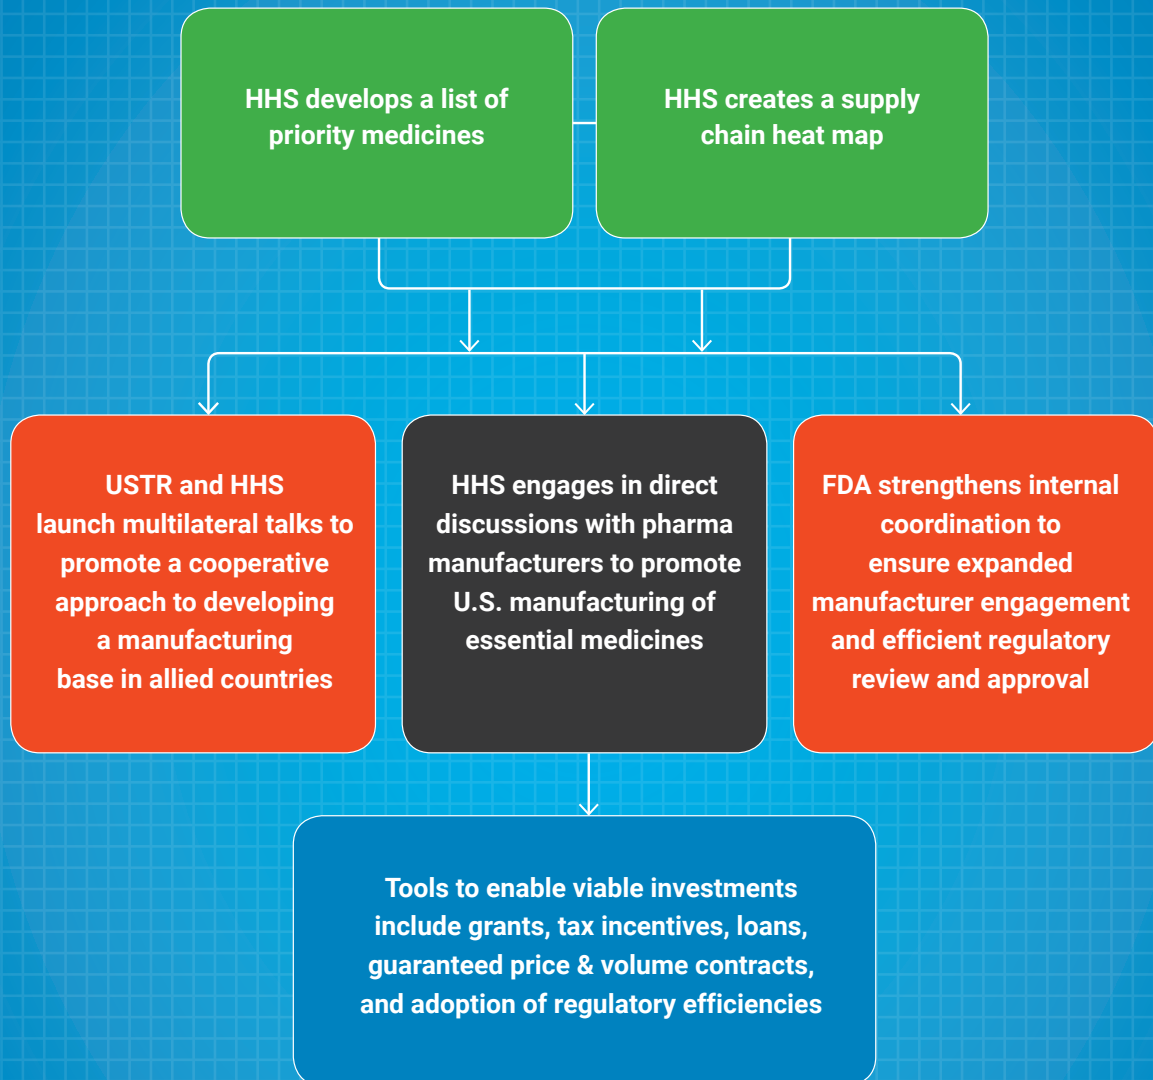 HHS develops a list of
priority medicines
HHS creates a supply
chain heat map
USTR and HHS
launch multilateral talks to
promote a cooperative
approach to developing
a manufacturing
base in allied countries
HHS engages in direct
discussions with pharma
manufacturers to promote
U.S. manufacturing of
essential medicines
FDA strengthens internal
coordination to
ensure expanded
manufacturer engagement
and efficient regulatory
review and approval
Tools to enable viable investments
include grants, tax incentives, loans,
guaranteed price & volume contracts,
and adoption of regulatory efficiencies